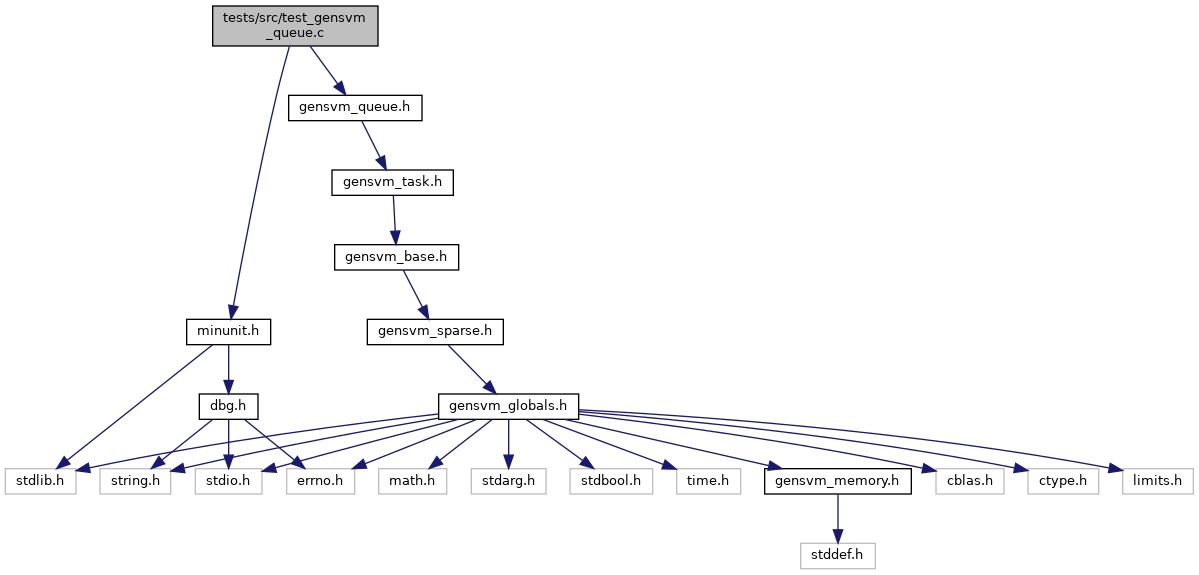 tests/src/test_gensvm
_queue.c
gensvm_queue.h
gensvm_task.h
gensvm_base.h
minunit.h
gensvm_sparse.h
dbg.h
gensvm_globals.h
stdlib.h
string.h
stdio.h
errno.h
math.h
stdarg.h
stdbool.h
time.h
gensvm_memory.h
cblas.h
ctype.h
limits.h
stddef.h